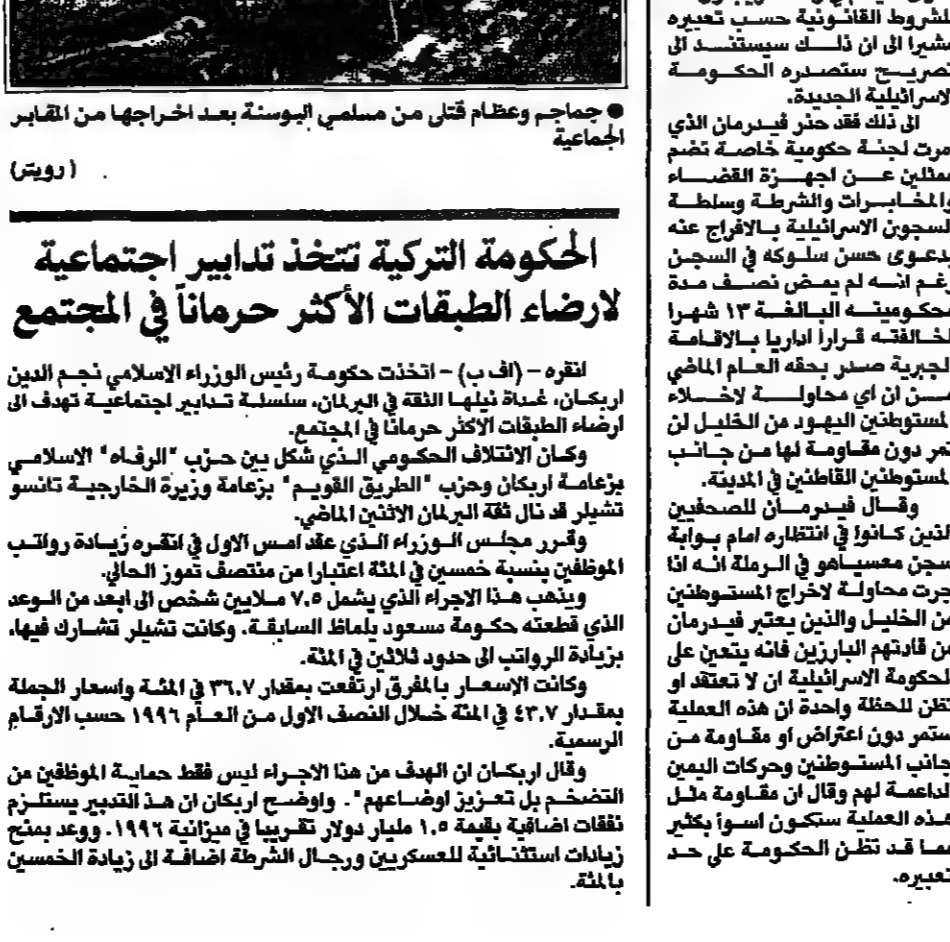 لشروط القانونية حسب تعبيره
مشيرا الى ان ذلك سيستند الى
تصريح ستصدره الحكومة
الاسرائيلية الجديدة.
الى ذلك فقد حذر فيدرمان الذي
امرت لجنة حكومية خاصة تضم
ممثلين عن اجهزة القضاء
والمخابرات والشرطة وسلطة
السجون الاسرائيلية بالافراج عنه
بدعوى حسن سلوكه في السجن
رغم انه لم يمض نصف مدة
محكوميته البالغة ١٣ شهرا
لمخالفته قرارا اداريا بالاقامة
الجبرية صدر بحقه العام الماضي
من ان اي محاولة لاخلاء
المستوطنين اليهود من الخليل لن
تمر دون مقاومة لها من جانب
المستوطنين القاطنين في المدينة.
وقال فيدرمان للصحفيين
الذين كانوا في انتظاره امام بوابة
سجن معسياهو في الرملة انه اذا
جرت محاولة لاخراج المستوطنين
من الخليل والذين يعتبر فيدرمان
من قادتهم البارزين فانه يتعين على
الحكومة الاسرائيلية ان لا تعتقد او
تظن للحظة واحدة ان هذه العملية
ستمر دون اعتراض او مقاومة من
جانب المستوطنين وحركات اليمين
الداعمة لهم وقال ان مقاومة مثل
هذه العملية ستكون اسوأ بكثير
مما قد تظن الحكومة على حد
تعبيره.
● جماجم وعظام قتلى من مسلمي البوسنة بعد اخراجها من المقابر
الجماعية
(رويتر)
الحكومة التركية تتخذ تدابير اجتماعية
لارضاء الطبقات الأكثر حرماناً في المجتمع
انقره - (اف ب) - اتخذت حكومة رئيس الوزراء الاسلامي نجم الدين
اربكان، غداة نيلها الثقة في البرلمان، سلسلة تدابير اجتماعية تهدف الى
ارضاء الطبقات الاكثر حرمانا في المجتمع.
وكان الائتلاف الحكومي الذي شكل بين حزب "الرفاه" الاسلامي
بزعامة اربكان وحزب "الطريق القويم" بزعامة وزيرة الخارجية تانسو
تشيلر قد نال ثقة البرلمان الاثنين الماضي.
وقرر مجلس الوزراء الذي عقد امس الاول في انقره زيادة رواتب
الموظفين بنسبة خمسين في المئة اعتبارا من منتصف تموز الحالي.
ويذهب هذا الاجراء الذي يشمل ٧,٥ ملايين شخص الى ابعد من الوعد
الذي قطعته حكومة مسعود يلماظ السابقة. وكانت تشيلر تشارك فيها،
بزيادة الرواتب الى حدود ثلاثين في المئة.
وكانت الاسعار بالمفرق ارتفعت بمقدار ٣٦,٧ في المئة واسعار الجملة
بمقدار ٤٣,٧ في المئة خلال النصف الاول من العام ١٩٩٦ حسب الارقام
الرسمية.
وقال اربكان ان الهدف من هذا الاجراء ليس فقط حماية الموظفين من
التضخم بل تعزيز اوضاعهم". واوضح اربكان ان هذ التدبير يستلزم
نفقات اضافية بقيمة ١,٥ مليار دولار تقريبا في ميزانية ١٩٩٦. ووعد بمنح
زيادات استثنائية للعسكريين ورجال الشرطة اضافة الى زيادة الخمسين
بالمئة.